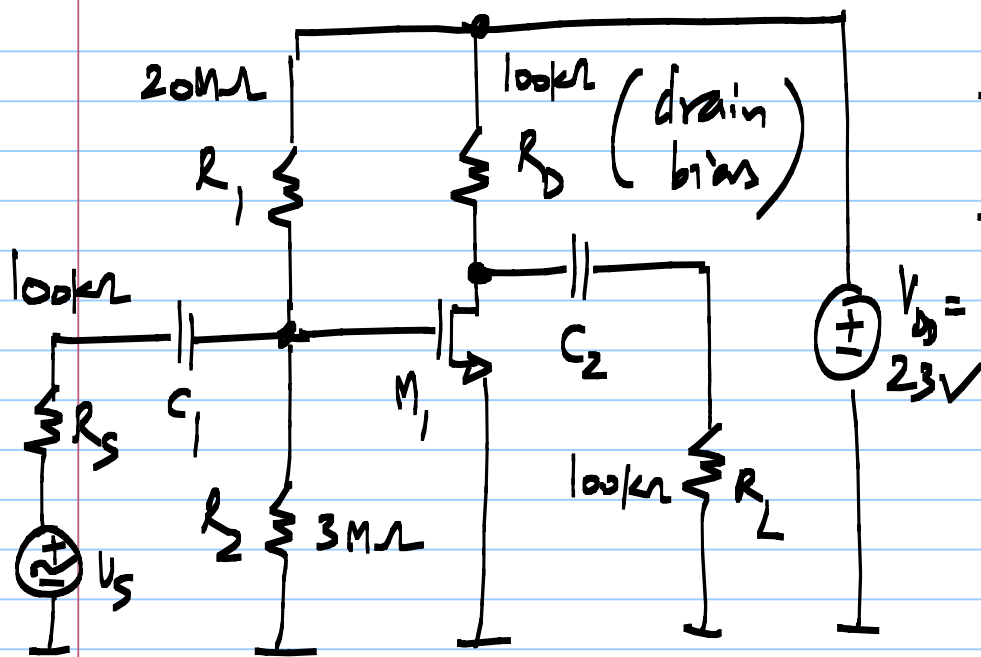 20MΩ
R1
100kΩ
RD
(drain bias)
100kΩ
RS
C1
M1
C2
VDD=
23V
R2
3MΩ
100kΩ
RL
vS